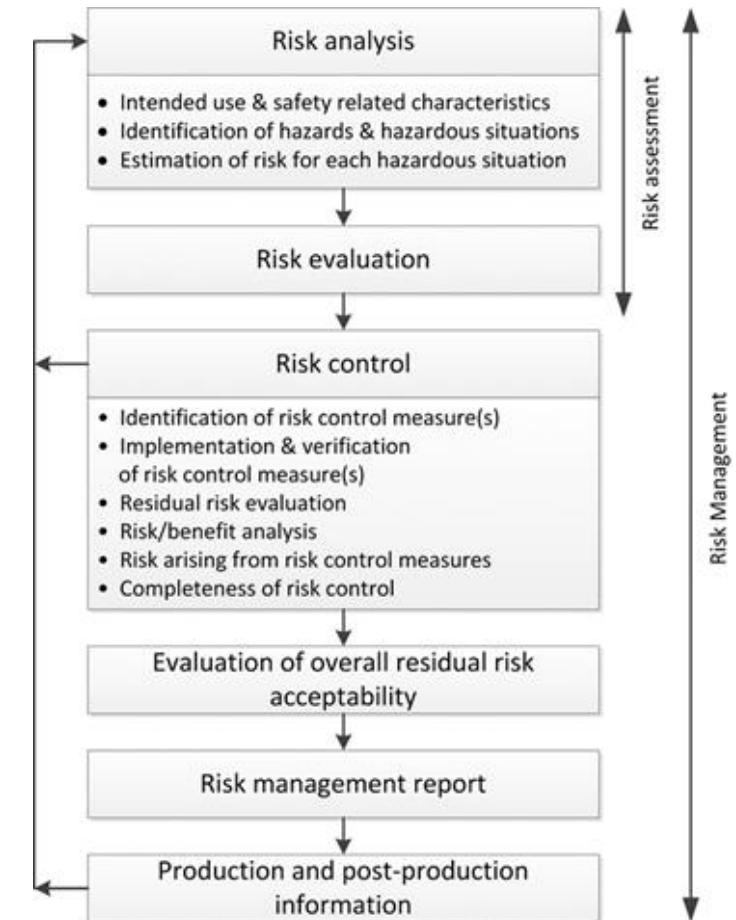 Risk analysis
• Intended use & safety related characteristics
• Identification of hazards & hazardous situations
• Estimation of risk for each hazardous situation
Risk evaluation
Risk control
• Identification of risk control measure(s)
• Implementation & verification
of risk control measure(s)
• Residual risk evaluation
• Risk/benefit analysis
• Risk arising from risk control measures
• Completeness of risk control
Evaluation of overall residual risk
acceptability
Risk management report
Production and post-production
information
Risk assessment
Risk Management